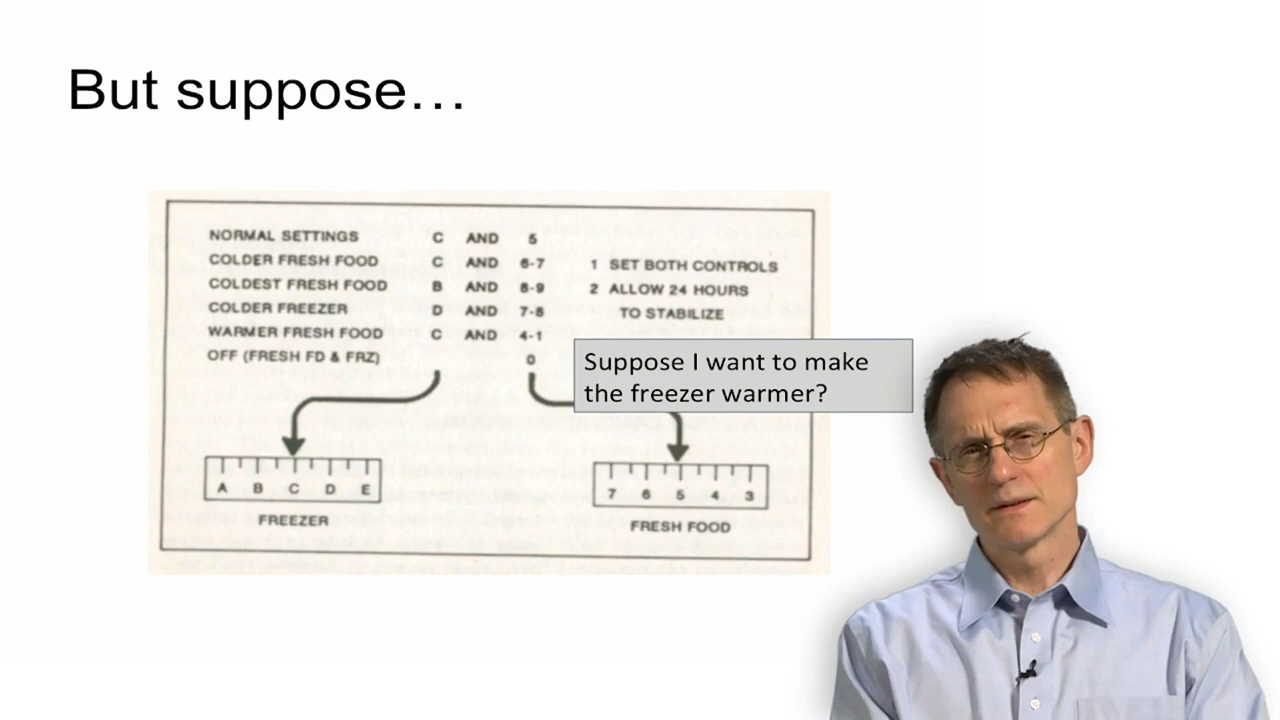 But suppose…
NORMAL SETTINGS C AND 5
COLDER FRESH FOOD C AND 6-7
COLDEST FRESH FOOD B AND 8-9
COLDER FREEZER D AND 7-8
WARMER FRESH FOOD C AND 4-1
OFF (FRESH FD & FRZ) 0
1 SET BOTH CONTROLS
2 ALLOW 24 HOURS
TO STABILIZE
Suppose I want to make
the freezer warmer?
A B C D E
FREEZER
7 6 5 4 3
FRESH FOOD